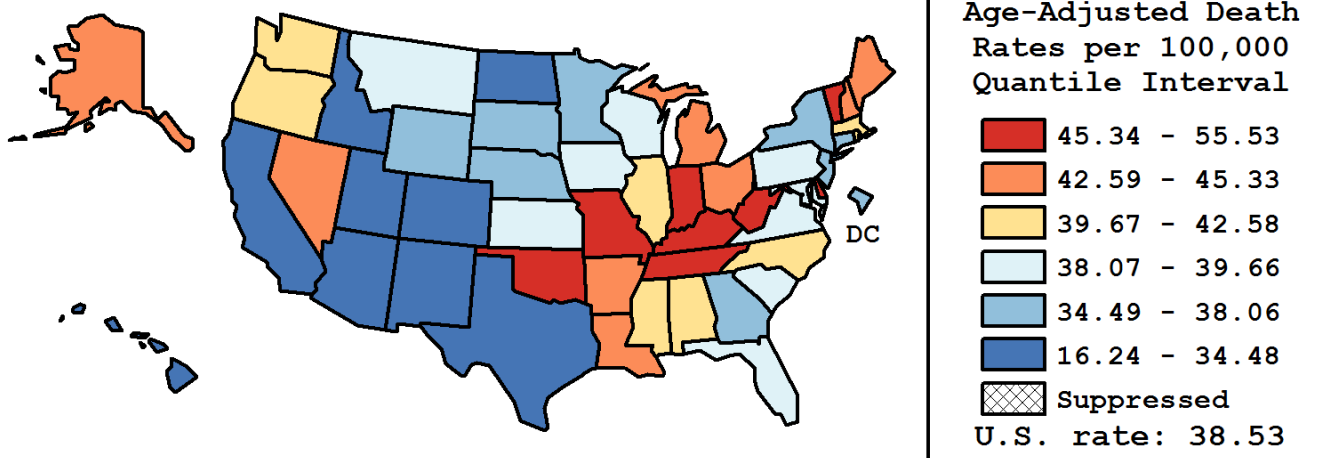 Age-Adjusted Death
Rates per 100,000
Quantile Interval
45.34 - 55.53
42.59 - 45.33
39.67 - 42.58
38.07 - 39.66
34.49 - 38.06
16.24 - 34.48
Suppressed
U.S. rate: 38.53
DC